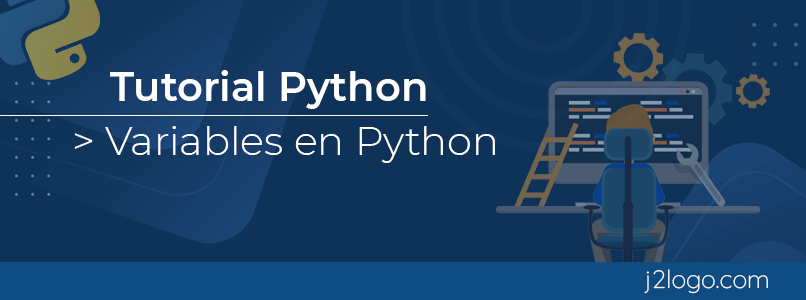 Tutorial Python
> Variables en Python
j2logo.com